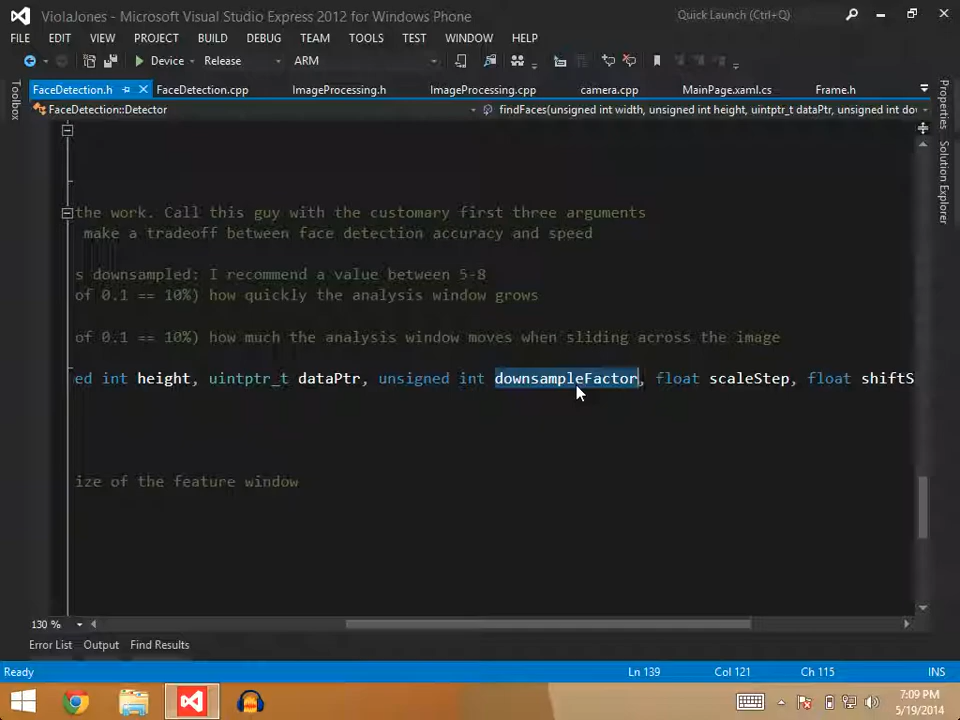 ViolaJones - Microsoft Visual Studio Express 2012 for Windows Phone
Quick Launch (Ctrl+Q)
FILE EDIT VIEW PROJECT BUILD DEBUG TEAM TOOLS TEST WINDOW HELP
Device Release ARM
FaceDetection.h FaceDetection.cpp ImageProcessing.h ImageProcessing.cpp camera.cpp MainPage.xaml.cs Frame.h
FaceDetection::Detector findFaces(unsigned int width, unsigned int height, uintptr_t dataPtr, unsigned int dov
Toolbox
Properties
Solution Explorer
the work. Call this guy with the customary first three arguments
make a tradeoff between face detection accuracy and speed
s downsampled: I recommend a value between 5-8
of 0.1 == 10%) how quickly the analysis window grows
of 0.1 == 10%) how much the analysis window moves when sliding across the image
ed int height, uintptr_t dataPtr, unsigned int downsampleFactor, float scaleStep, float shiftS
ize of the feature window
130 %
Error List Output Find Results
Ready Ln 139 Col 121 Ch 115 INS
7:09 PM
5/19/2014